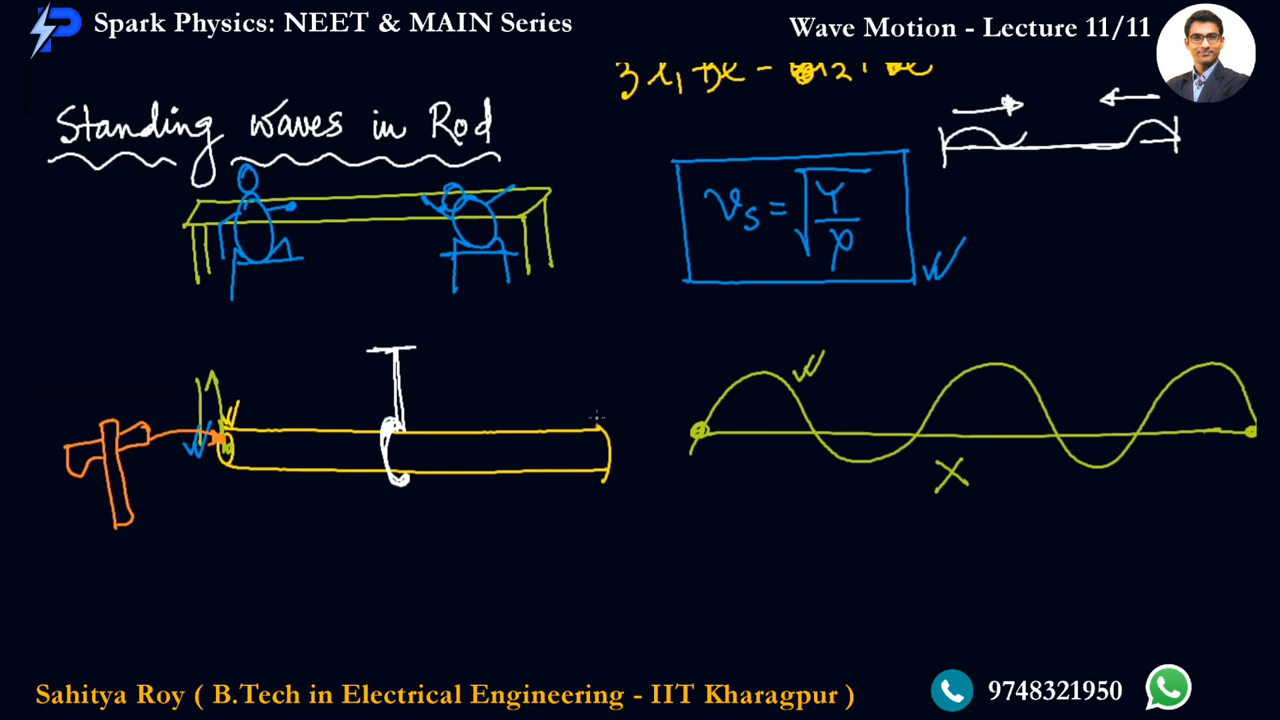 Spark Physics: NEET & MAIN Series
Wave Motion - Lecture 11/11
Standing waves in Rod
v_s = √(Y/ρ)
X
Sahitya Roy ( B.Tech in Electrical Engineering - IIT Kharagpur )
9748321950